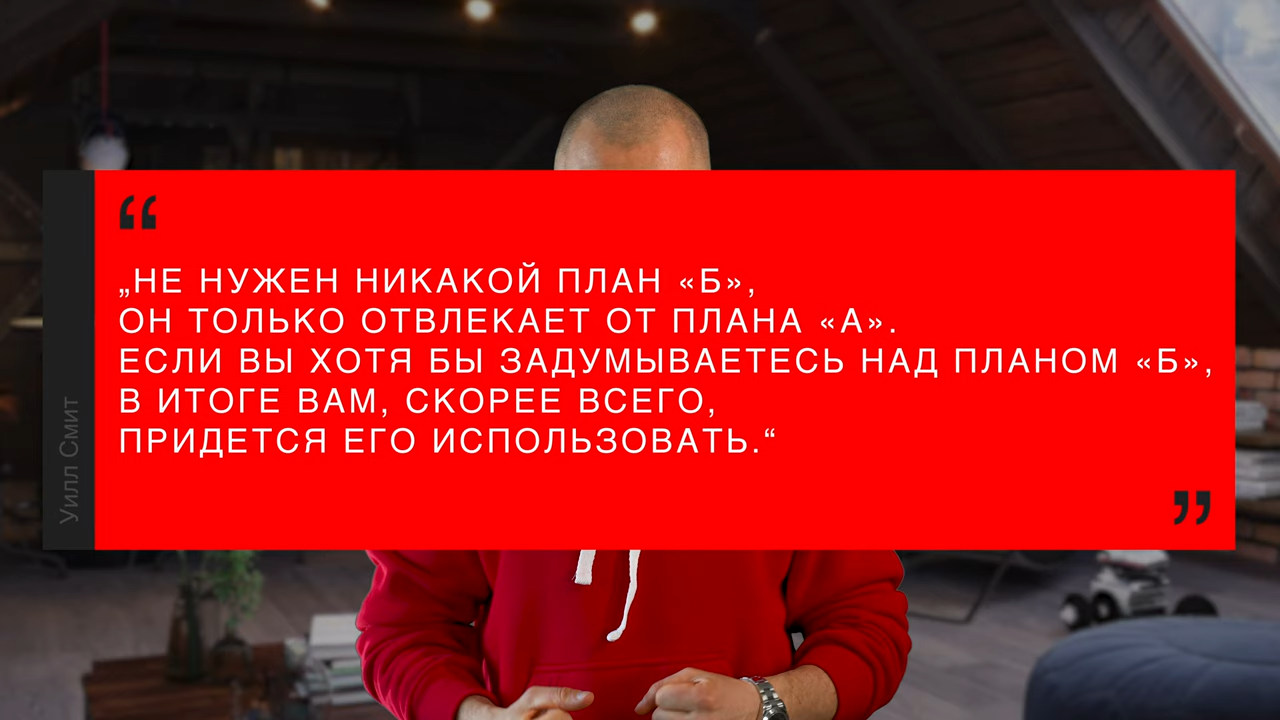 “
„НЕ НУЖЕН НИКАКОЙ ПЛАН «Б»,
ОН ТОЛЬКО ОТВЛЕКАЕТ ОТ ПЛАНА «А».
ЕСЛИ ВЫ ХОТЯ БЫ ЗАДУМЫВАЕТЕСЬ НАД ПЛАНОМ «Б»,
В ИТОГЕ ВАМ, СКОРЕЕ ВСЕГО,
ПРИДЕТСЯ ЕГО ИСПОЛЬЗОВАТЬ.“
”
Уилл Смит